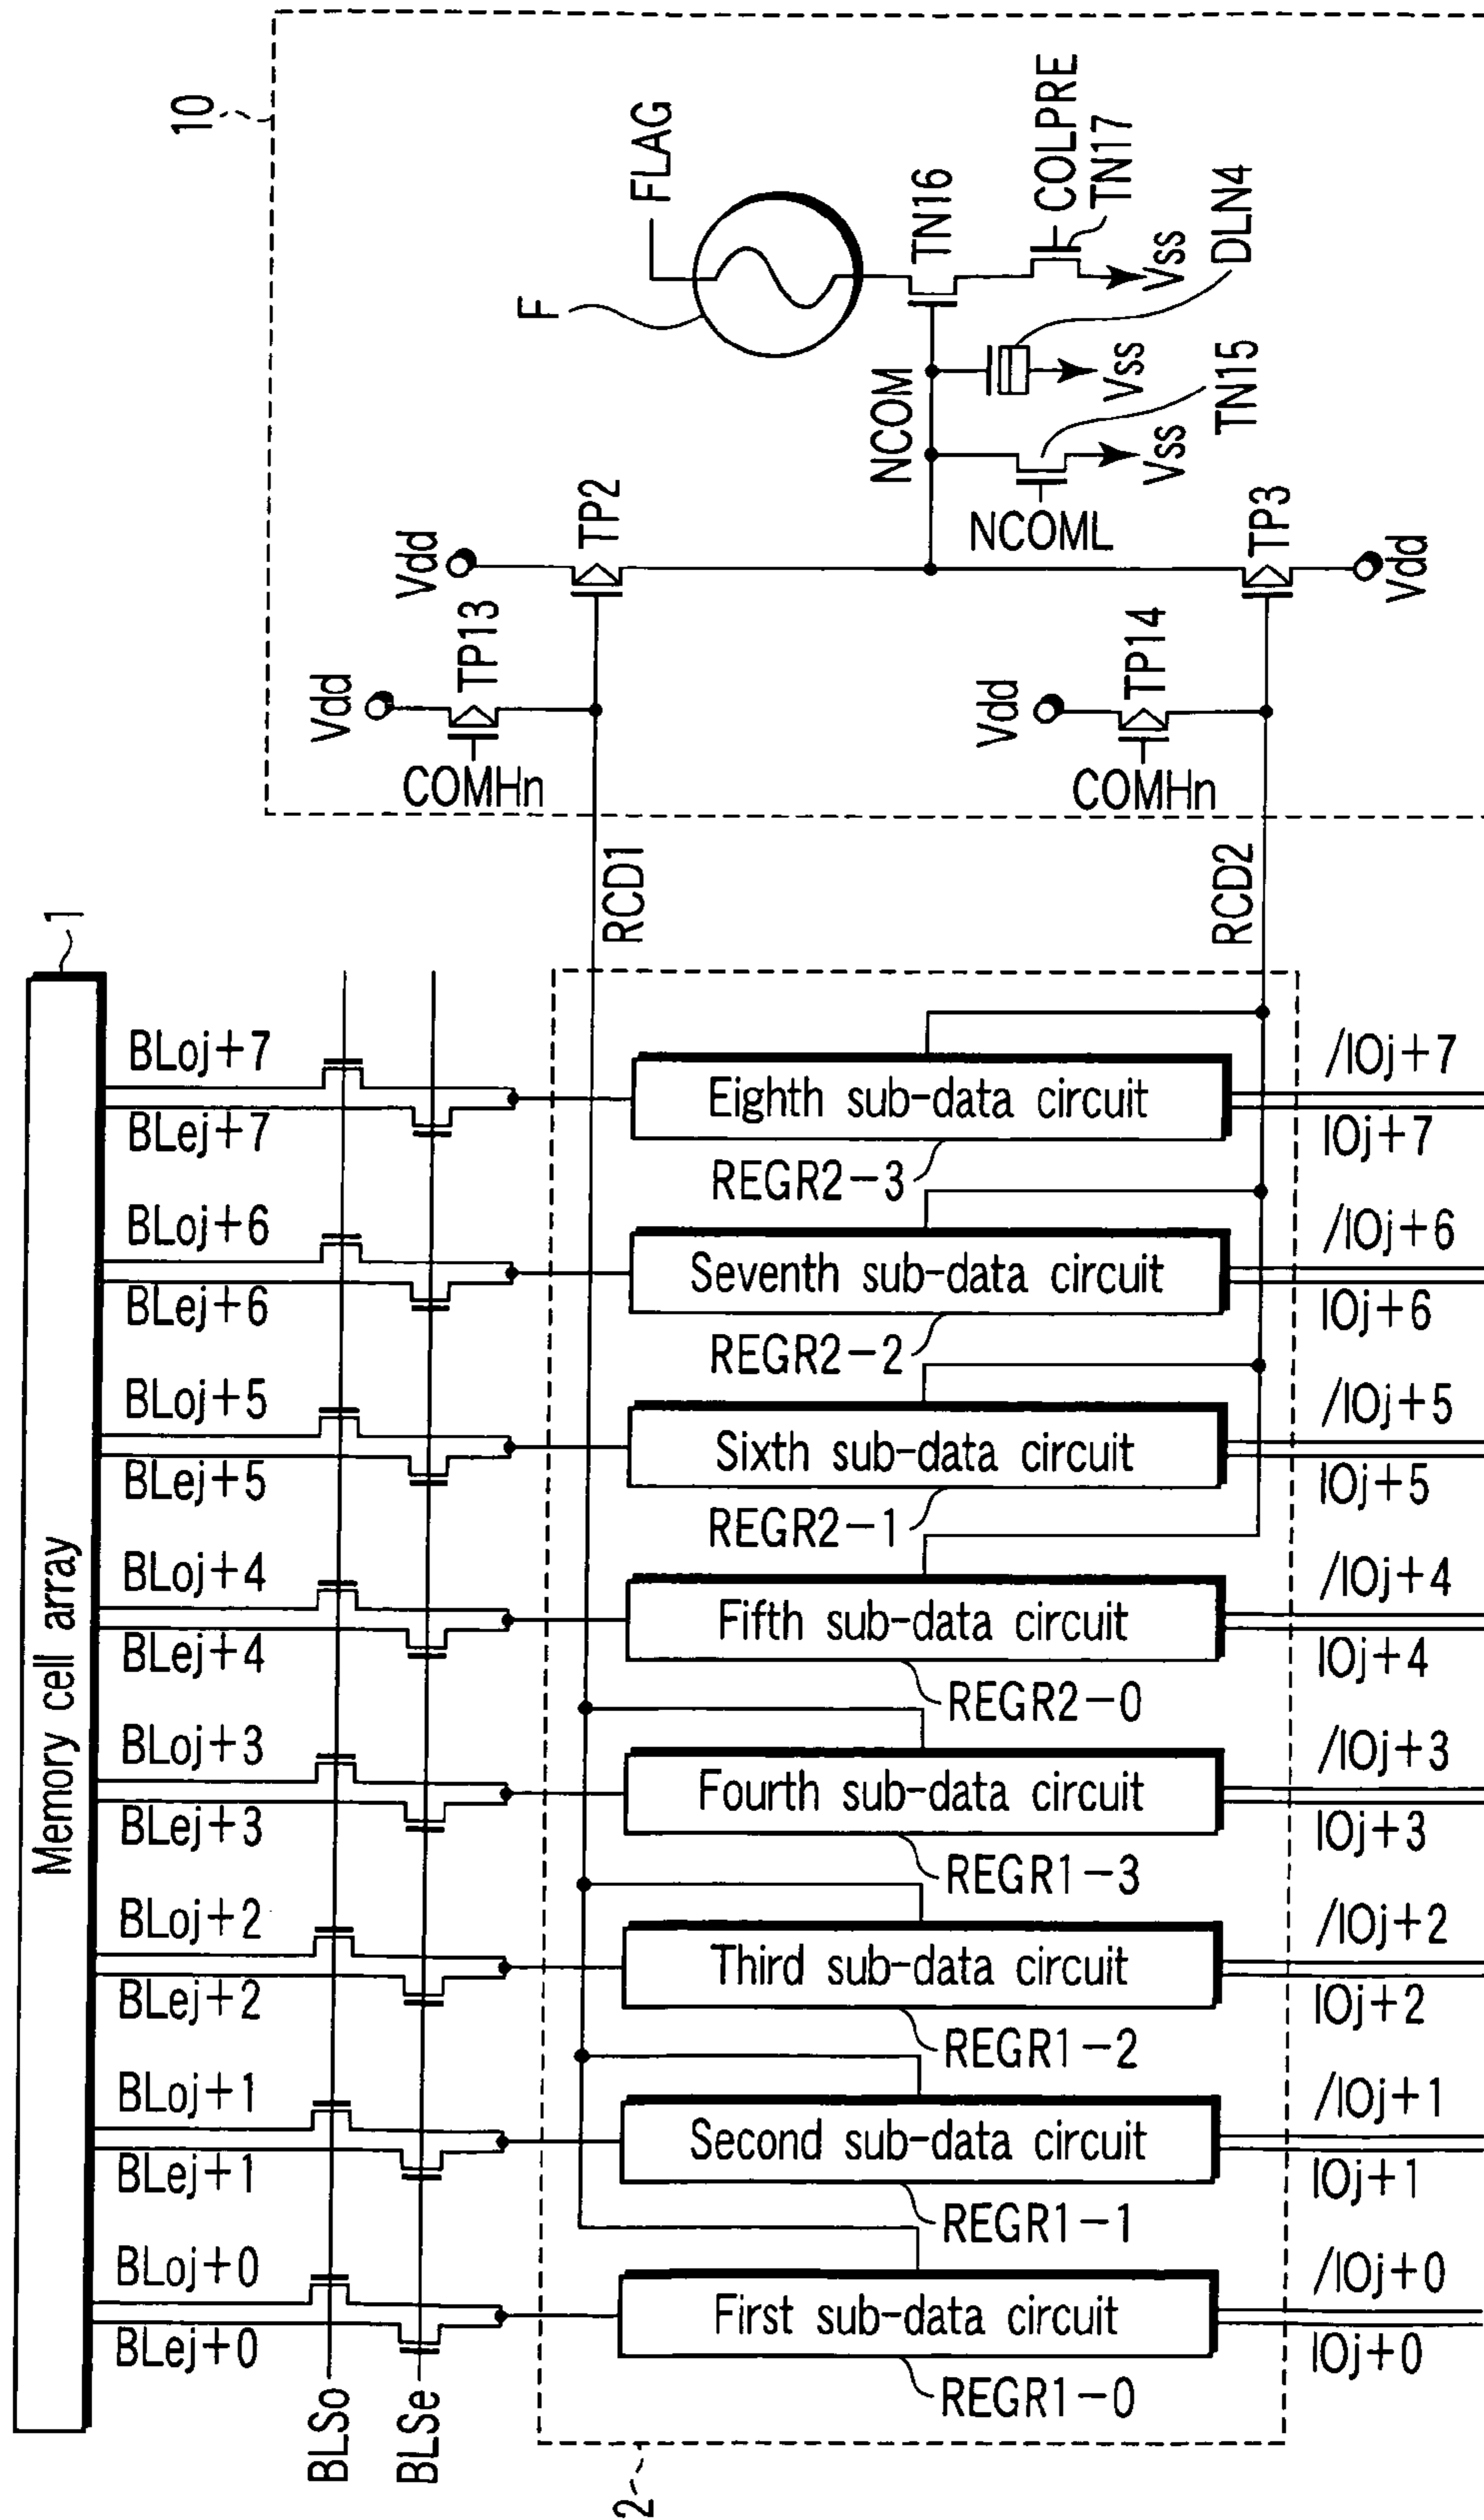 10
FLAG
F
COLPRE
TN16
TN17
DLN4
NCOM
Vss
Vss
Vss
TN15
NCOML
Vdd
TP2
TP3
Vdd
Vdd
TP13
COMHn
Vdd
TP14
COMHn
RCD1
RCD2
1
Memory cell array
BLoj+7
BLej+7
Eighth sub-data circuit
REGR2-3
/IOj+7
IOj+7
BLoj+6
BLej+6
Seventh sub-data circuit
REGR2-2
/IOj+6
IOj+6
BLoj+5
BLej+5
Sixth sub-data circuit
REGR2-1
/IOj+5
IOj+5
BLoj+4
BLej+4
Fifth sub-data circuit
REGR2-0
/IOj+4
IOj+4
BLoj+3
BLej+3
Fourth sub-data circuit
REGR1-3
/IOj+3
IOj+3
BLoj+2
BLej+2
Third sub-data circuit
REGR1-2
/IOj+2
IOj+2
BLoj+1
BLej+1
Second sub-data circuit
REGR1-1
/IOj+1
IOj+1
BLoj+0
BLej+0
First sub-data circuit
REGR1-0
/IOj+0
IOj+0
BLSo
BLSe
2